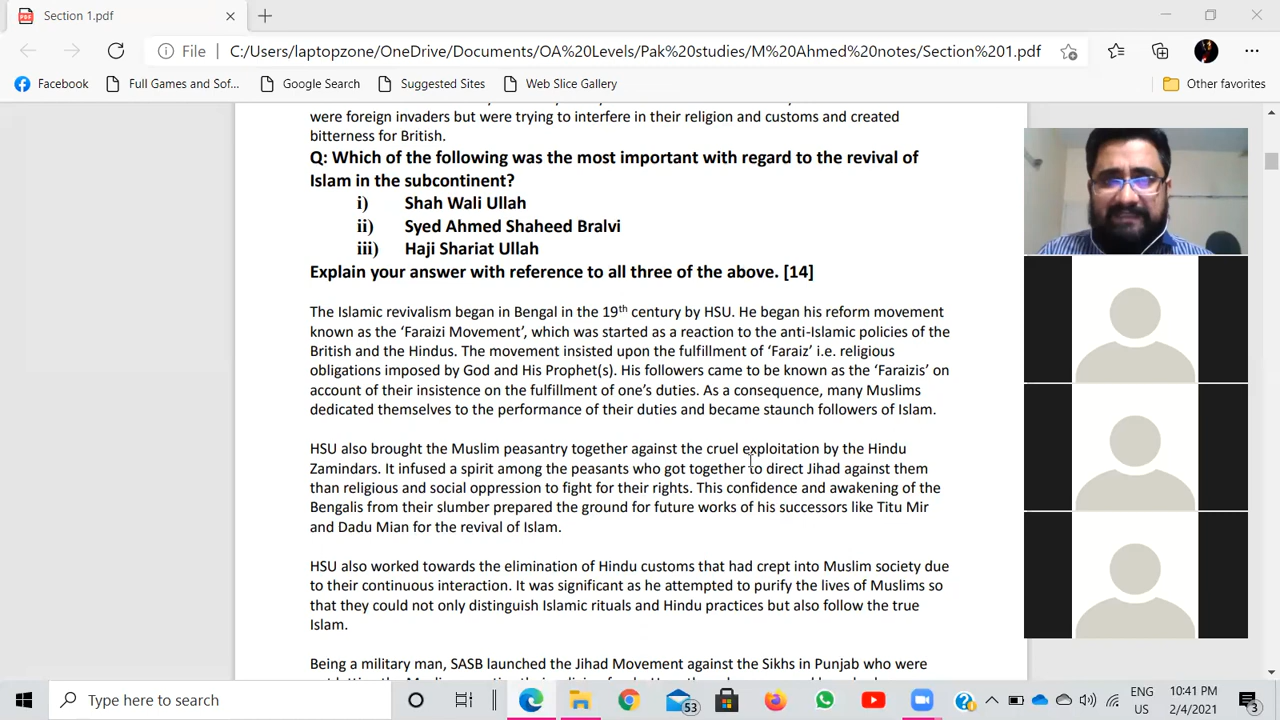 Section 1.pdf
File C:/Users/laptopzone/OneDrive/Documents/OA%20Levels/Pak%20studies/M%20Ahmed%20notes/Section%201.pdf
Facebook Full Games and Sof... Google Search Suggested Sites Web Slice Gallery Other favorites
were foreign invaders but were trying to interfere in their religion and customs and created
bitterness for British.
Q: Which of the following was the most important with regard to the revival of
Islam in the subcontinent?
i) Shah Wali Ullah
ii) Syed Ahmed Shaheed Bralvi
iii) Haji Shariat Ullah
Explain your answer with reference to all three of the above. [14]
The Islamic revivalism began in Bengal in the 19th century by HSU. He began his reform movement
known as the ‘Faraizi Movement’, which was started as a reaction to the anti-Islamic policies of the
British and the Hindus. The movement insisted upon the fulfillment of ‘Faraiz’ i.e. religious
obligations imposed by God and His Prophet(s). His followers came to be known as the ‘Faraizis’ on
account of their insistence on the fulfillment of one’s duties. As a consequence, many Muslims
dedicated themselves to the performance of their duties and became staunch followers of Islam.
HSU also brought the Muslim peasantry together against the cruel exploitation by the Hindu
Zamindars. It infused a spirit among the peasants who got together to direct Jihad against them
than religious and social oppression to fight for their rights. This confidence and awakening of the
Bengalis from their slumber prepared the ground for future works of his successors like Titu Mir
and Dadu Mian for the revival of Islam.
HSU also worked towards the elimination of Hindu customs that had crept into Muslim society due
to their continuous interaction. It was significant as he attempted to purify the lives of Muslims so
that they could not only distinguish Islamic rituals and Hindu practices but also follow the true
Islam.
Being a military man, SASB launched the Jihad Movement against the Sikhs in Punjab who were
Type here to search
53
ENG
US
10:41 PM
2/4/2021
3